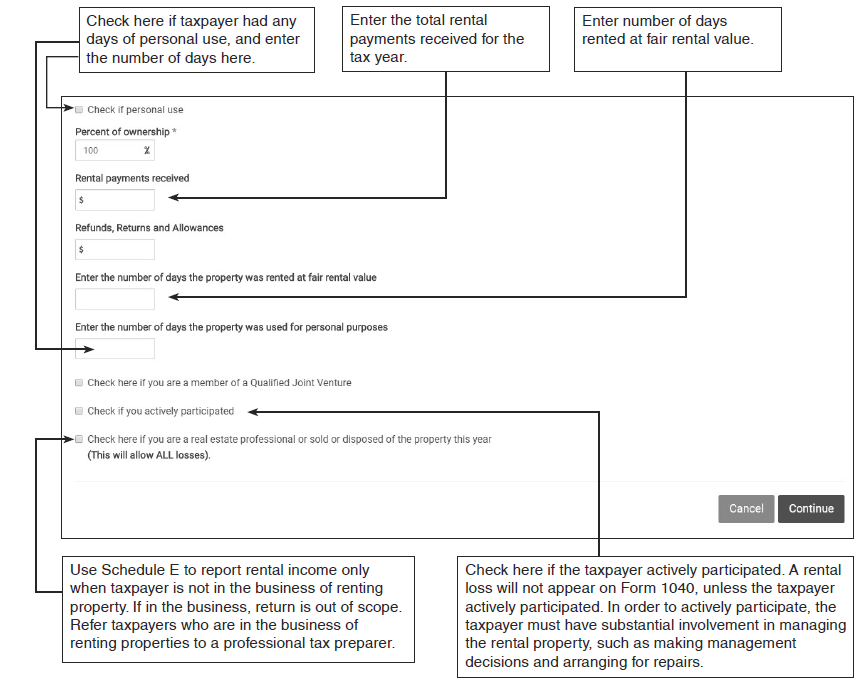 Check here if taxpayer had any
days of personal use, and enter
the number of days here.
Enter the total rental
payments received for the
tax year.
Enter number of days
rented at fair rental value.
Check if personal use
Percent of ownership *
100 %
Rental payments received
$
Refunds, Returns and Allowances
$
Enter the number of days the property was rented at fair rental value
Enter the number of days the property was used for personal purposes
Check here if you are a member of a Qualified Joint Venture
Check if you actively participated
Check here if you are a real estate professional or sold or disposed of the property this year
(This will allow ALL losses).
Cancel Continue
Use Schedule E to report rental income only
when taxpayer is not in the business of renting
property. If in the business, return is out of scope.
Refer taxpayers who are in the business of
renting properties to a professional tax preparer.
Check here if the taxpayer actively participated. A rental
loss will not appear on Form 1040, unless the taxpayer
actively participated. In order to actively participate, the
taxpayer must have substantial involvement in managing
the rental property, such as making management
decisions and arranging for repairs.